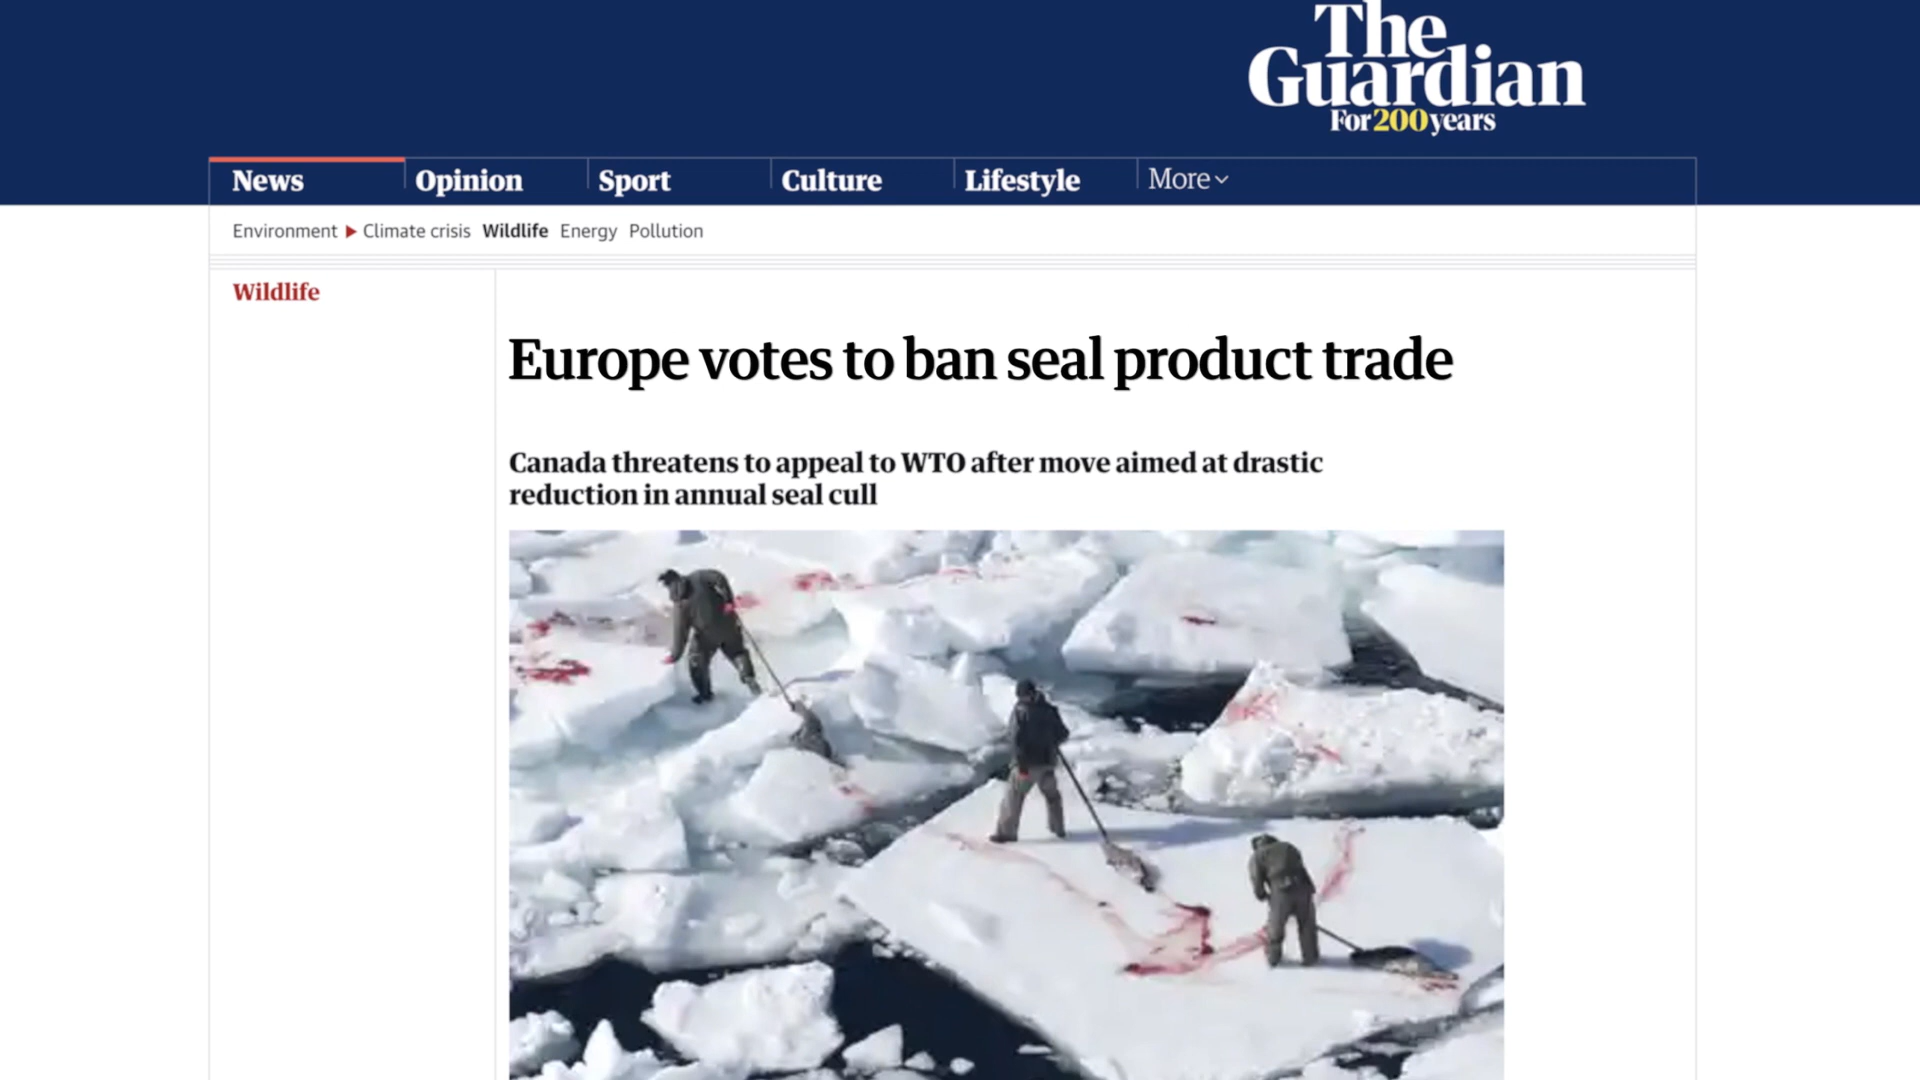 The
Guardian
For 200 years
News Opinion Sport Culture Lifestyle More
Environment Climate crisis Wildlife Energy Pollution
Wildlife
Europe votes to ban seal product trade
Canada threatens to appeal to WTO after move aimed at drastic
reduction in annual seal cull